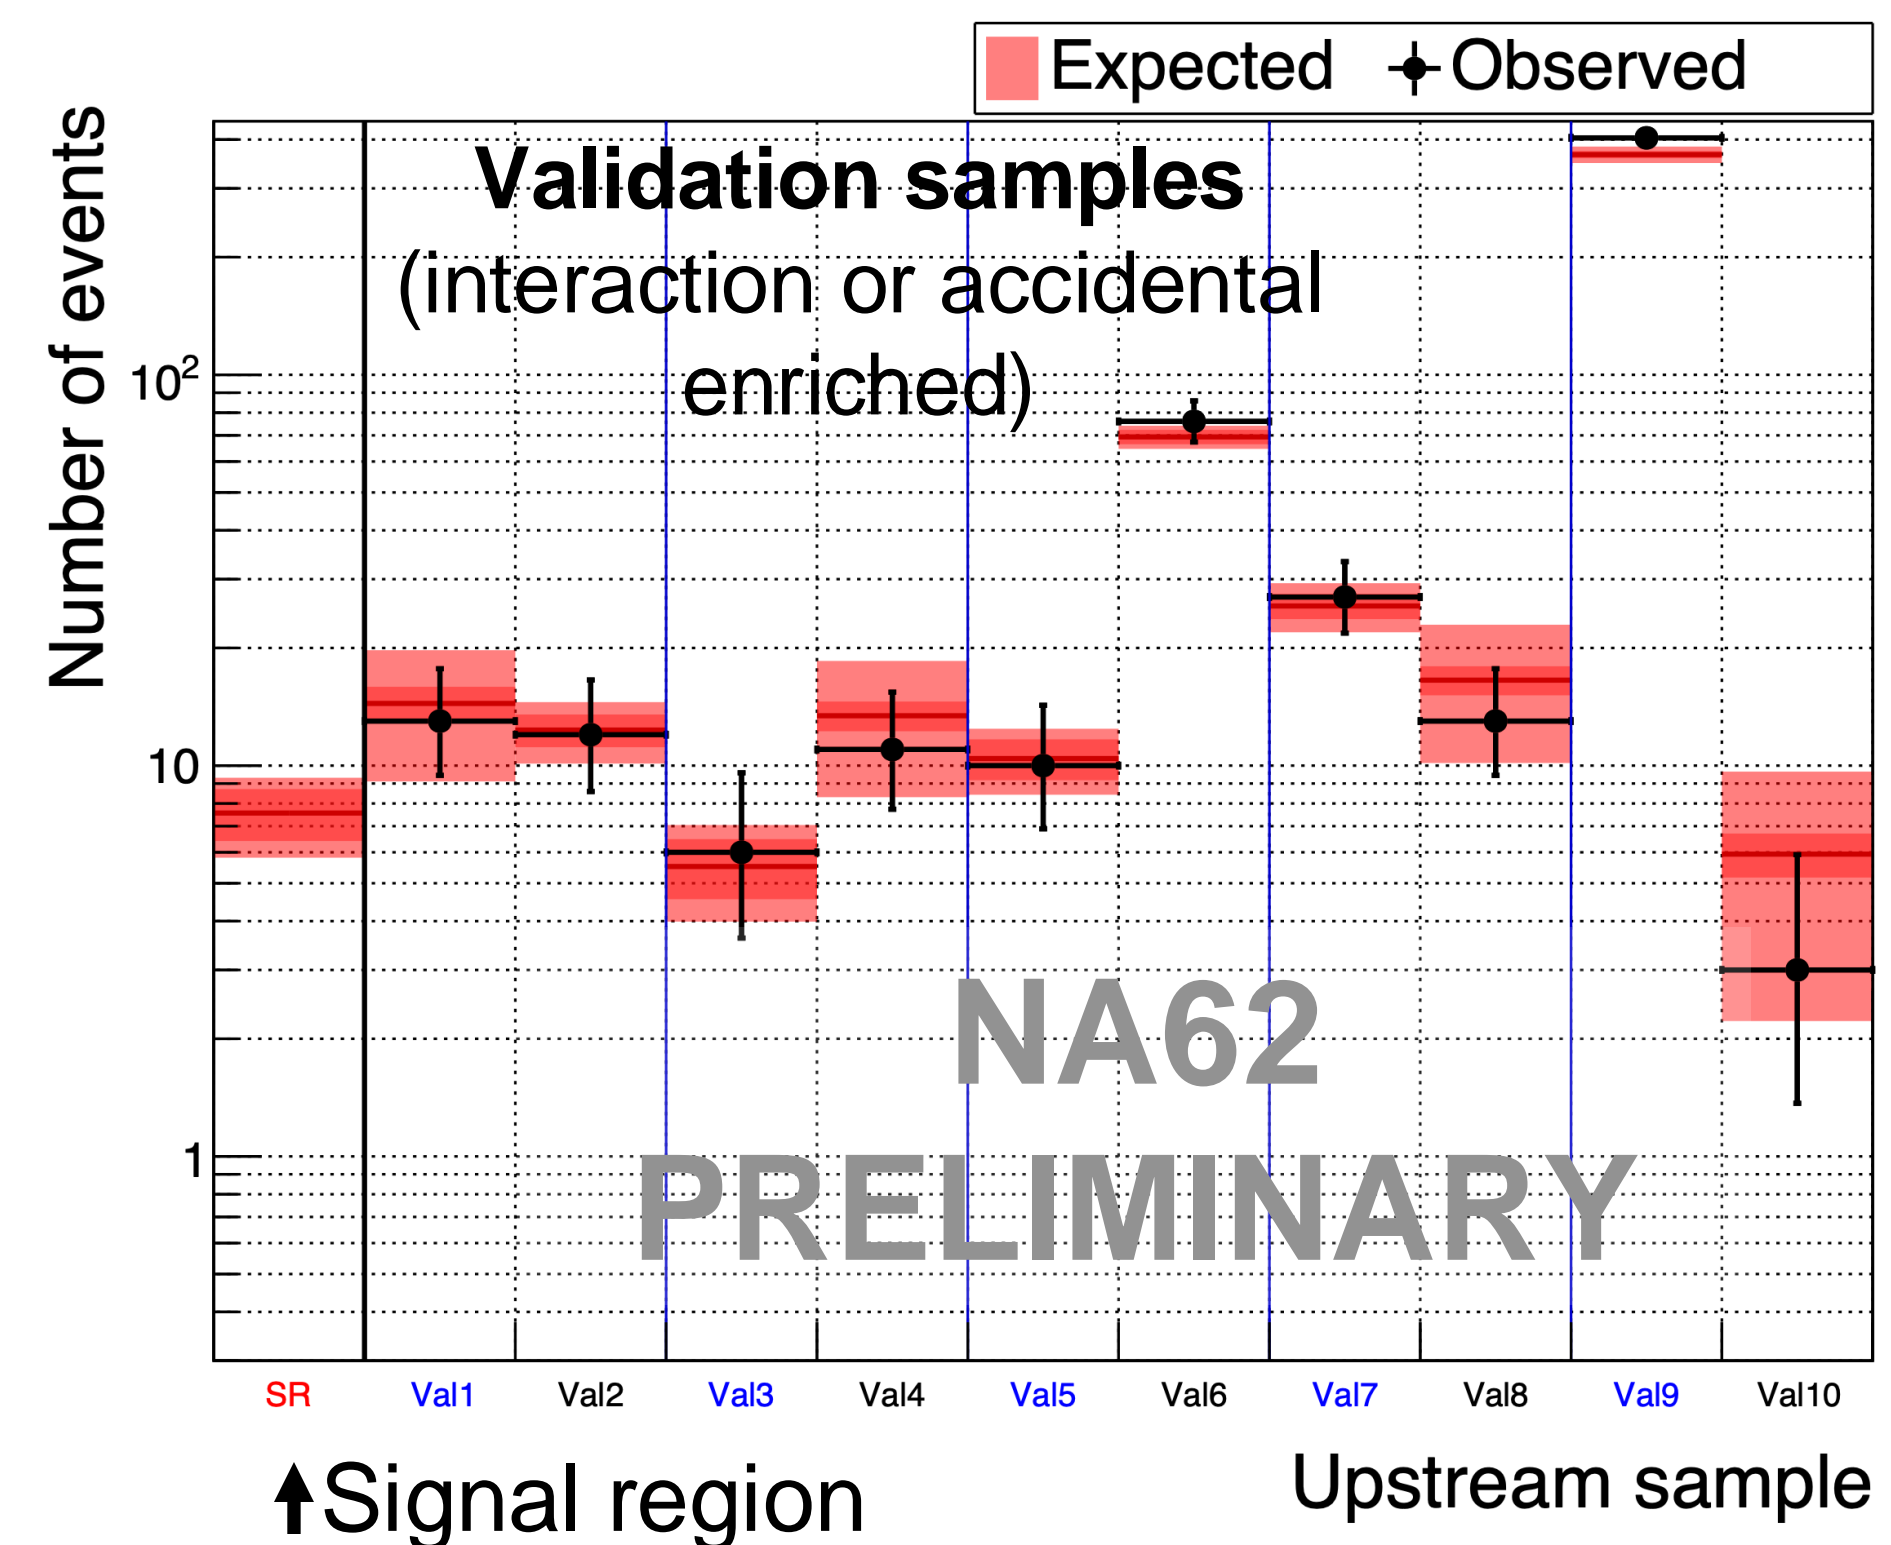 Expected Observed
Number of events
Validation samples
(interaction or accidental
enriched)
10²
10
1
NA62
PRELIMINARY
SR Val1 Val2 Val3 Val4 Val5 Val6 Val7 Val8 Val9 Val10
Signal region
Upstream sample